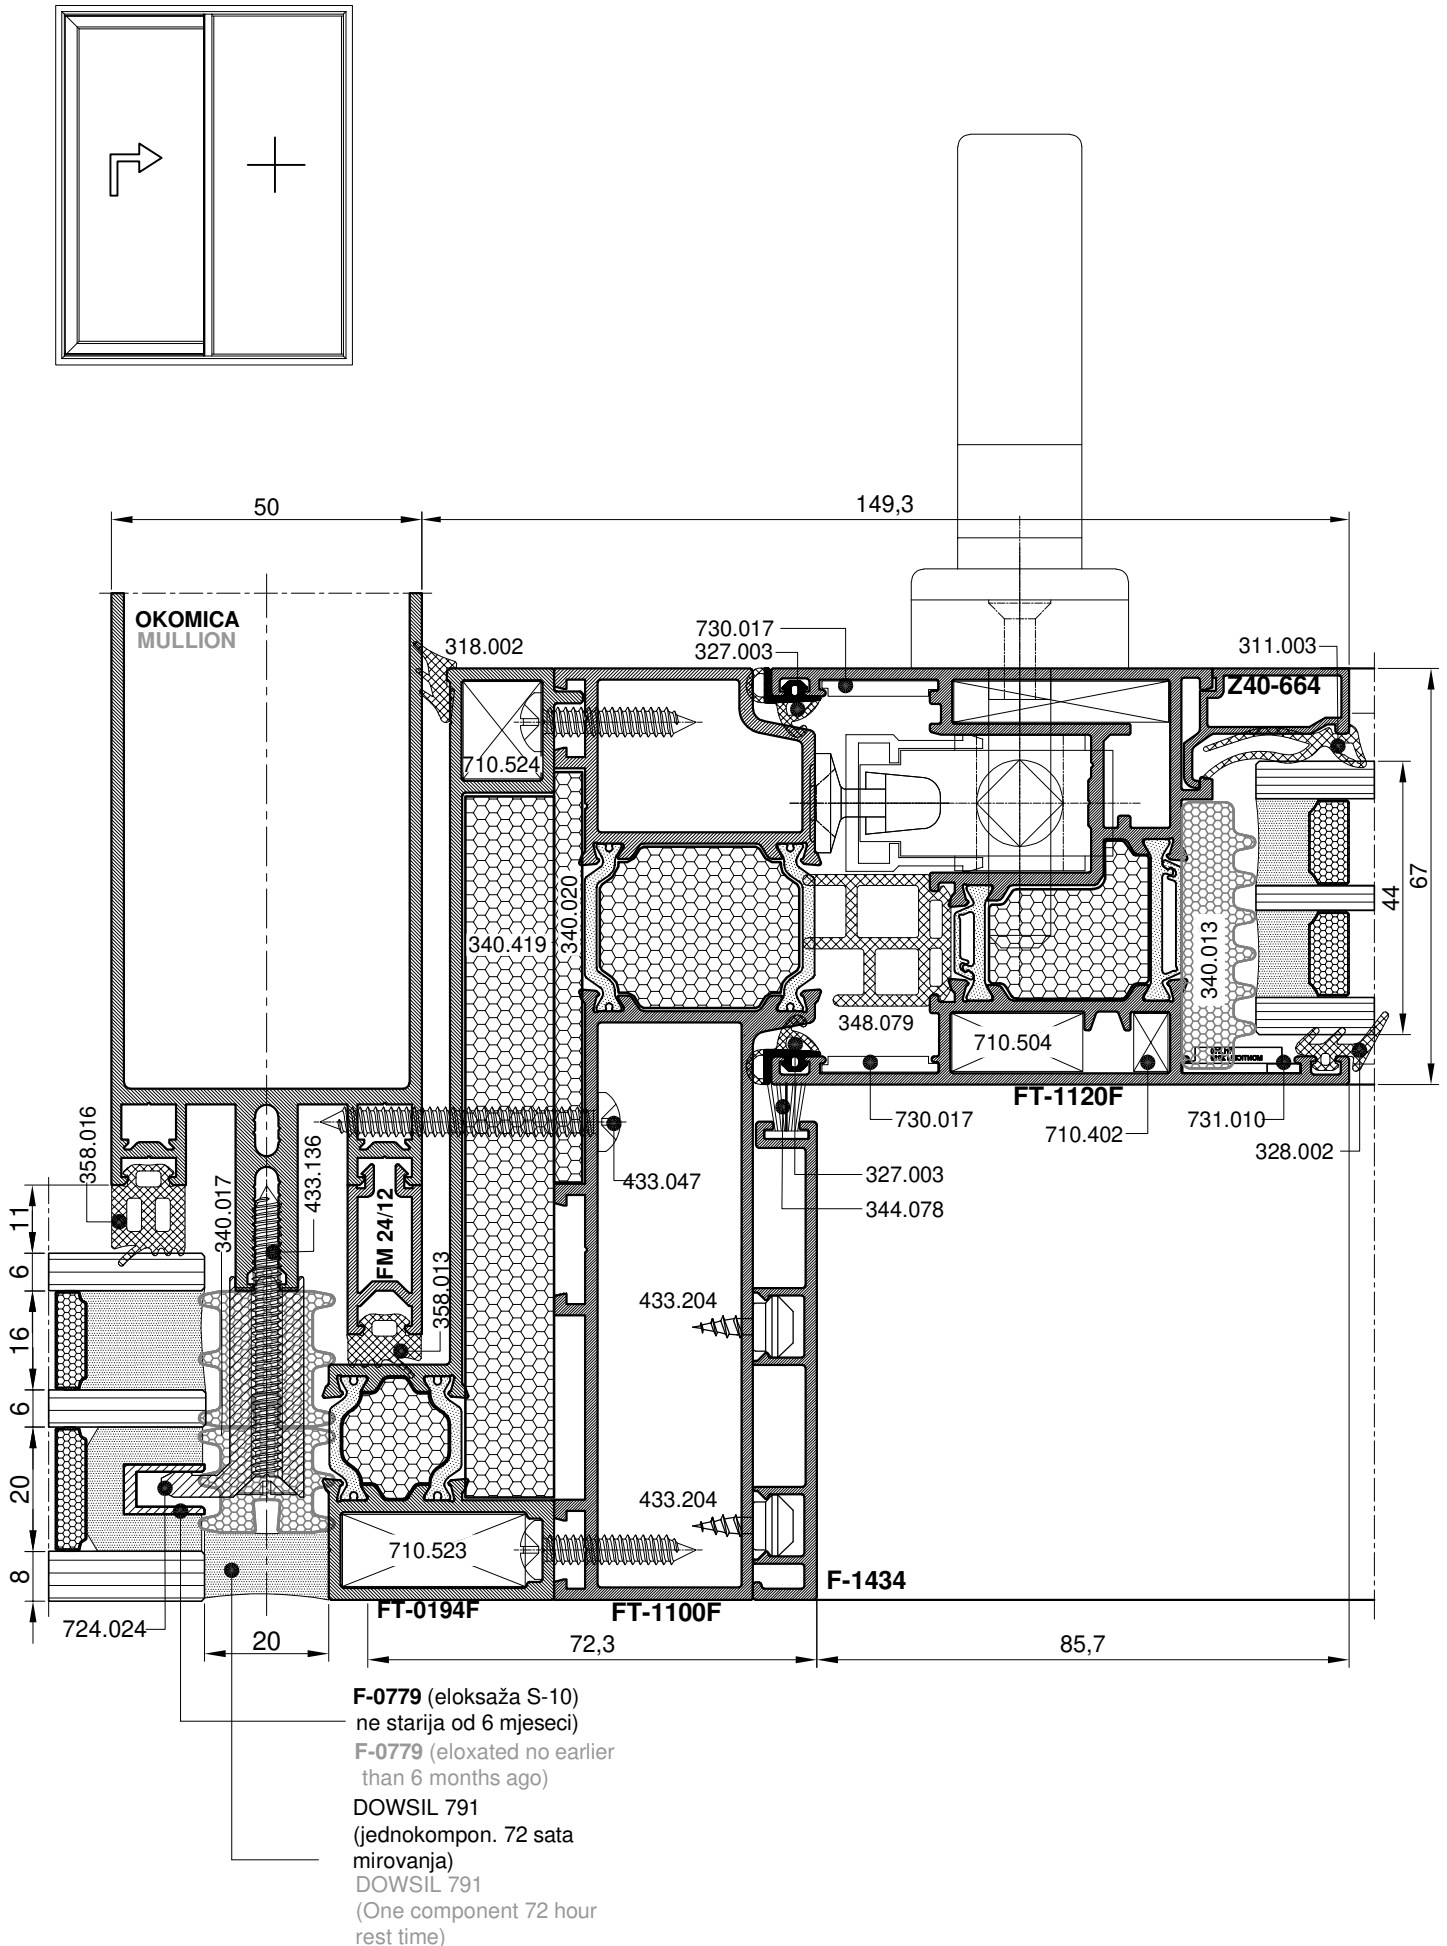 50
149,3
OKOMICA
MULLION
318.002
730.017
327.003
311.003
Z40-664
710.524
340.419
340.020
348.079
340.013
44
67
710.504
FT-1120F
730.017
710.402
731.010
328.002
327.003
344.078
358.016
433.136
340.017
FM 24/12
358.013
433.047
433.204
433.204
11
6
16
6
20
8
710.523
F-1434
FT-0194F
FT-1100F
724.024
20
72,3
85,7
F-0779 (eloksaža S-10)
ne starija od 6 mjeseci)
F-0779 (eloxated no earlier
than 6 months ago)
DOWSIL 791
(jednokompon. 72 sata
mirovanja)
DOWSIL 791
(One component 72 hour
rest time)